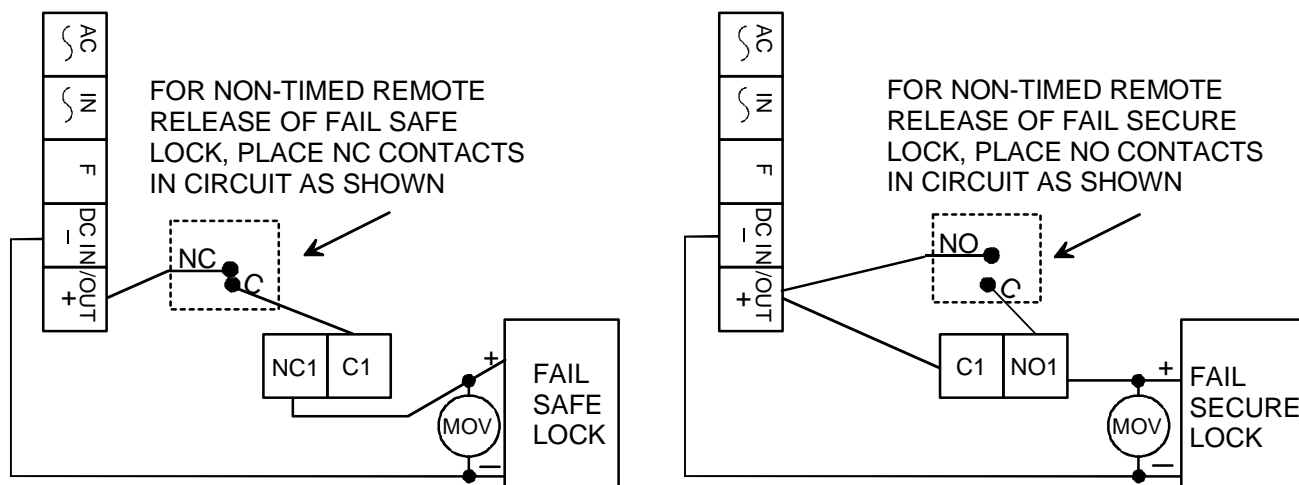 AC
IN
F
DC IN/OUT
–
+
FOR NON-TIMED REMOTE
RELEASE OF FAIL SAFE
LOCK, PLACE NC CONTACTS
IN CIRCUIT AS SHOWN
NC
C
NC1
C1
+
MOV
–
FAIL
SAFE
LOCK
AC
IN
F
DC IN/OUT
–
+
FOR NON-TIMED REMOTE
RELEASE OF FAIL SECURE
LOCK, PLACE NO CONTACTS
IN CIRCUIT AS SHOWN
NO
C
C1
NO1
+
MOV
–
FAIL
SECURE
LOCK